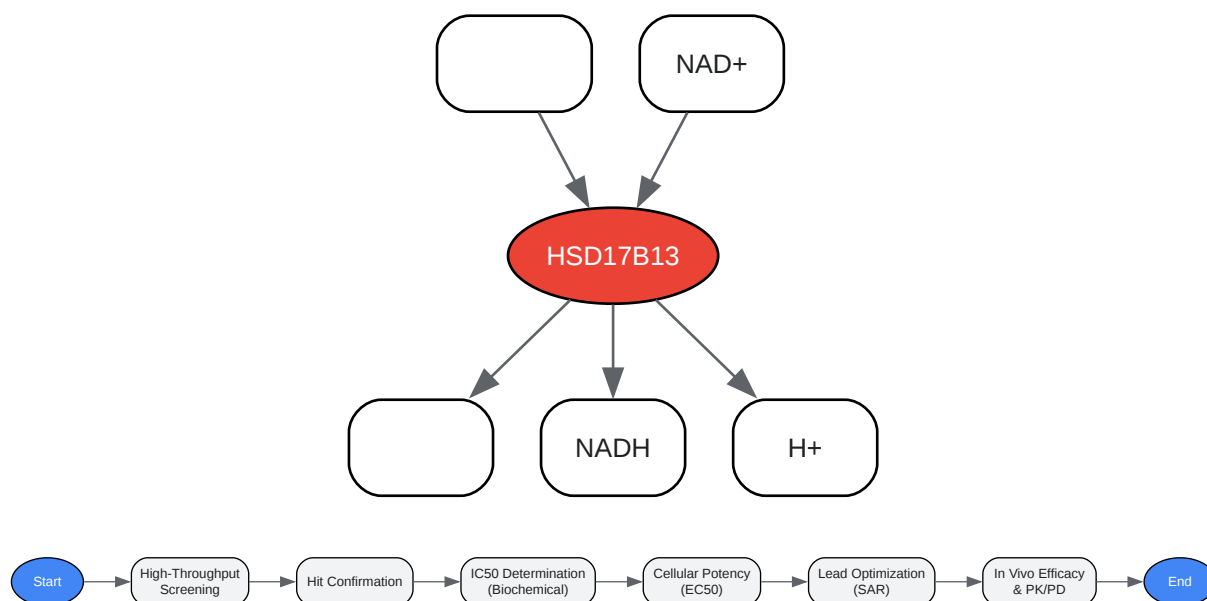 NAD+
HSD17B13
NADH
H+
Start
High-Throughput
Screening
Hit Confirmation
IC50 Determination
(Biochemical)
Cellular Potency
(EC50)
Lead Optimization
(SAR)
In Vivo Efficacy
& PK/PD
End